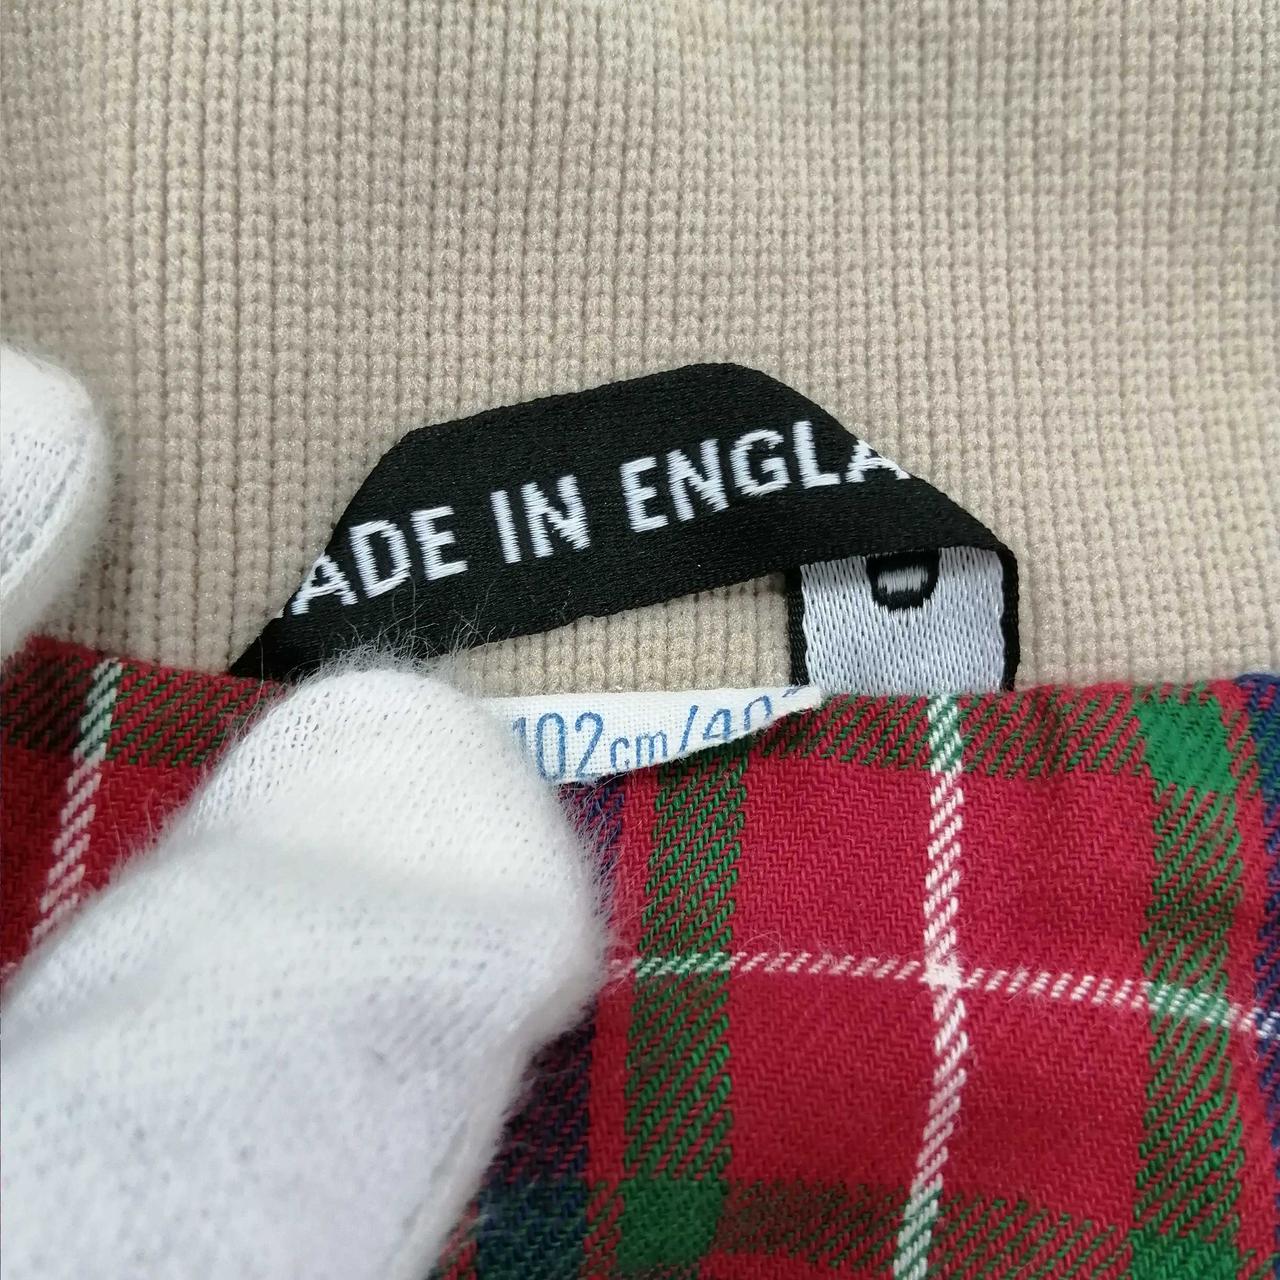 ADE IN ENGLA
102cm/40"